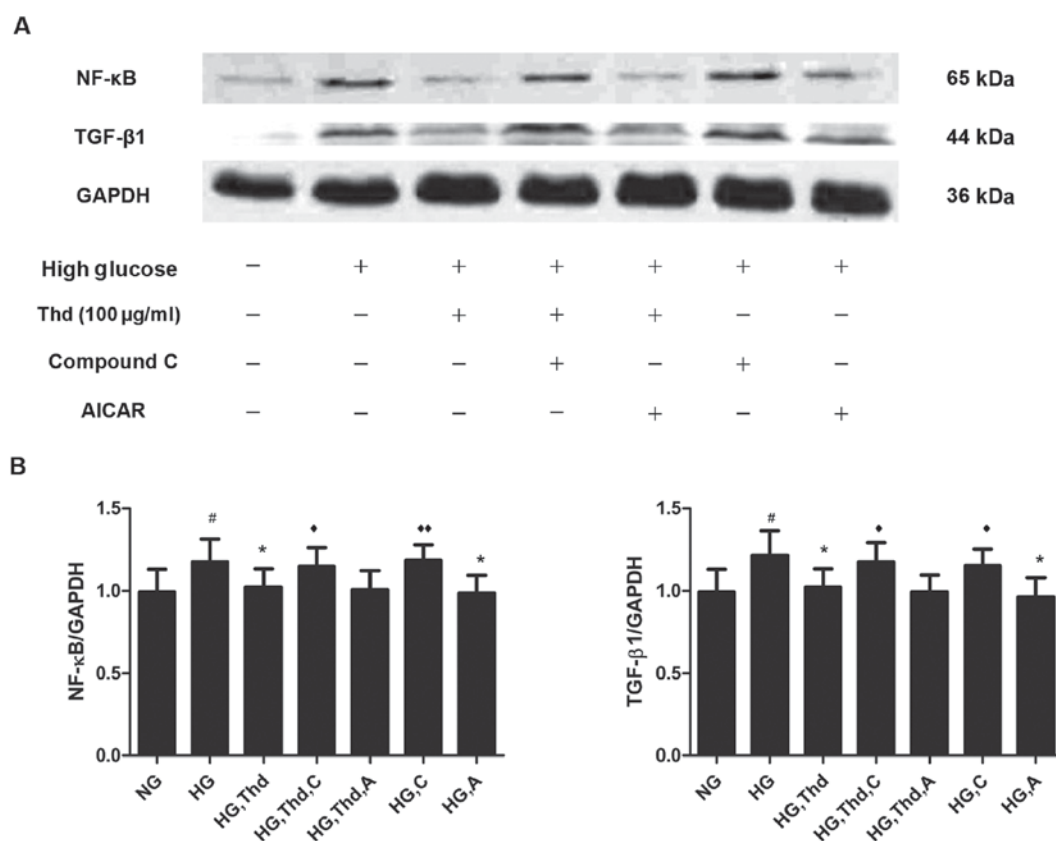 A
NF-κB 65 kDa
TGF-β1 44 kDa
GAPDH 36 kDa
High glucose − + + + + + +
Thd (100 µg/ml) − − + + + − −
Compound C − − − + − + −
AICAR − − − − + − +
B
NF-κB/GAPDH
1.5
1.0
0.5
0.0
# * ♦ ♦♦ *
NG HG HG,Thd HG,Thd,C HG,Thd,A HG,C HG,A
TGF-β1/GAPDH
1.5
1.0
0.5
0.0
# * ♦ ♦ *
NG HG HG,Thd HG,Thd,C HG,Thd,A HG,C HG,A